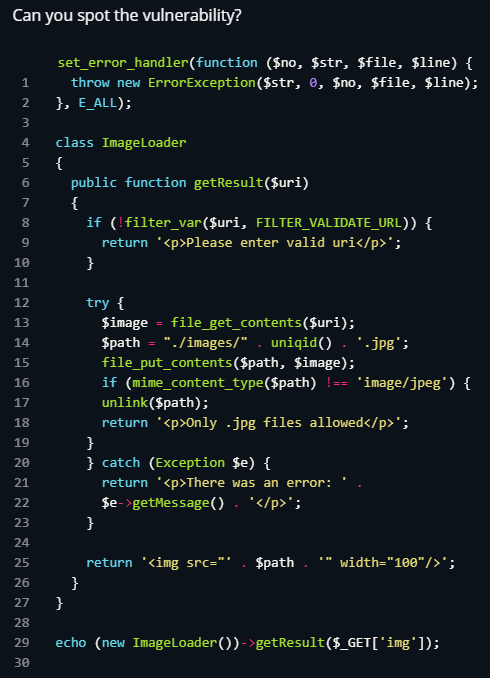 Can you spot the vulnerability?
set_error_handler(function ($no, $str, $file, $line) {
1 throw new ErrorException($str, 0, $no, $file, $line);
2 }, E_ALL);
3
4 class ImageLoader
5 {
6 public function getResult($uri)
7 {
8 if (!filter_var($uri, FILTER_VALIDATE_URL)) {
9 return '<p>Please enter valid uri</p>';
10 }
11
12 try {
13 $image = file_get_contents($uri);
14 $path = "./images/" . uniqid() . '.jpg';
15 file_put_contents($path, $image);
16 if (mime_content_type($path) !== 'image/jpeg') {
17 unlink($path);
18 return '<p>Only .jpg files allowed</p>';
19 }
20 } catch (Exception $e) {
21 return '<p>There was an error: ' .
22 $e->getMessage() . '</p>';
23 }
24
25 return '<img src="' . $path . '" width="100"/>';
26 }
27 }
28
29 echo (new ImageLoader())->getResult($_GET['img']);
30